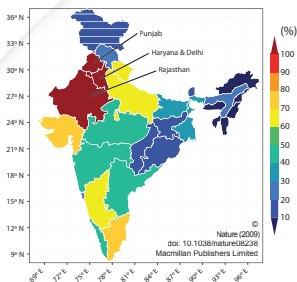 (%)
36° N
33° N
30° N
27° N
24° N
21° N
18° N
15° N
12° N
9° N
Punjab
Haryana & Delhi
Rajasthan
100
90
80
70
60
50
40
30
20
10
©
Nature (2009)
doi: 10.1038/nature08238
Macmillan Publishers Limited
69° E
72° E
75° E
78° E
81° E
84° E
87° E
90° E
93° E
96° E